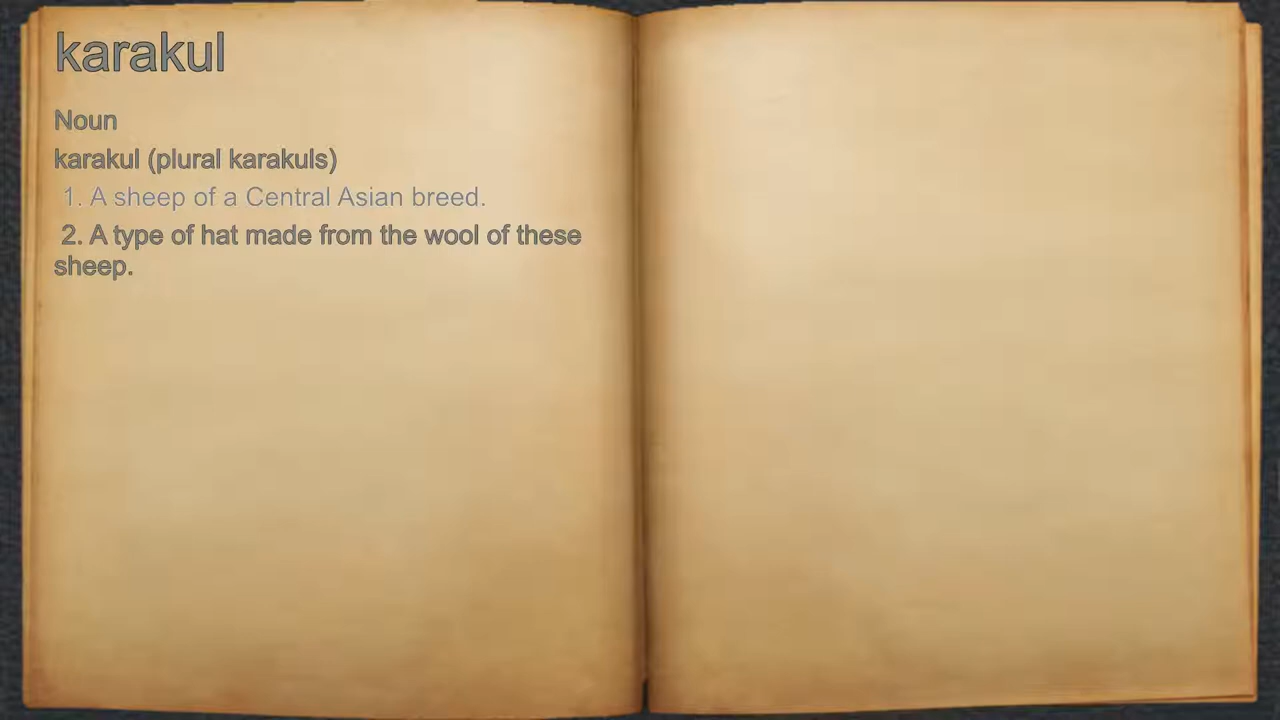 karakul
Noun
karakul (plural karakuls)
1. A sheep of a Central Asian breed.
2. A type of hat made from the wool of these
sheep.